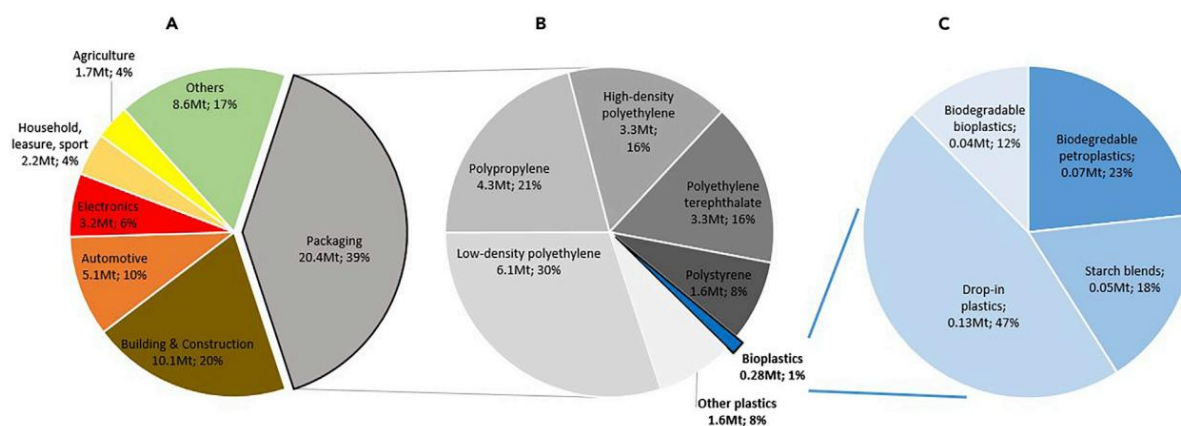 A
B
C
Agriculture
1.7Mt; 4%
Others
8.6Mt; 17%
Household,
leasure, sport
2.2Mt; 4%
Electronics
3.2Mt; 6%
Automotive
5.1Mt; 10%
Building & Construction
10.1Mt; 20%
Packaging
20.4Mt; 39%
High-density
polyethylene
3.3Mt;
16%
Polypropylene
4.3Mt; 21%
Polyethylene
terephthalate
3.3Mt; 16%
Low-density polyethylene
6.1Mt; 30%
Polystyrene
1.6Mt; 8%
Bioplastics
0.28Mt; 1%
Other plastics
1.6Mt; 8%
Biodegradable
bioplastics;
0.04Mt; 12%
Biodegredable
petroplastics;
0.07Mt; 23%
Starch blends;
0.05Mt; 18%
Drop-in
plastics;
0.13Mt; 47%